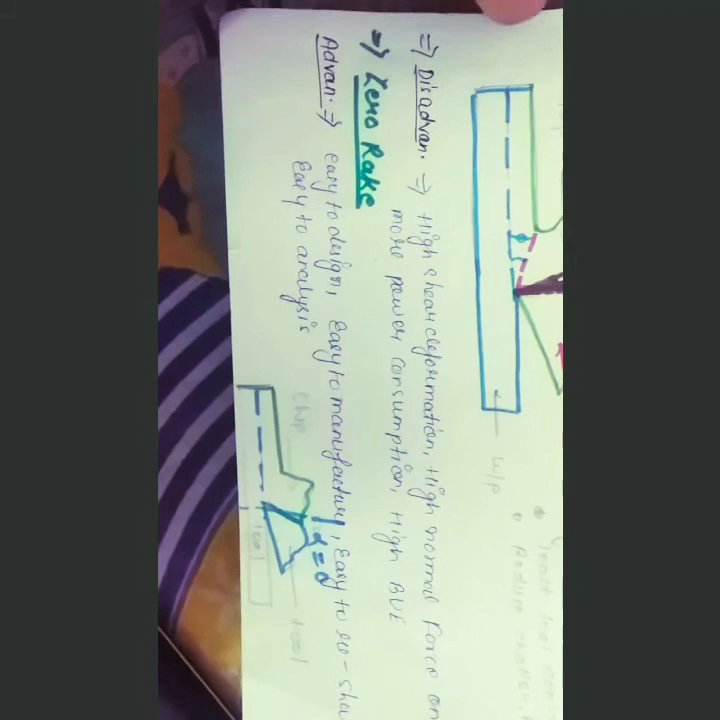 W/P
=> Disadvan. => High shear deformation, High normal Force on
more power consumption, High BUE
=> Zero Rake
Advan. => easy to design, Easy to manufacturing, Easy to re-sha
Easy to analysis
chip
α = 0
tool
tool